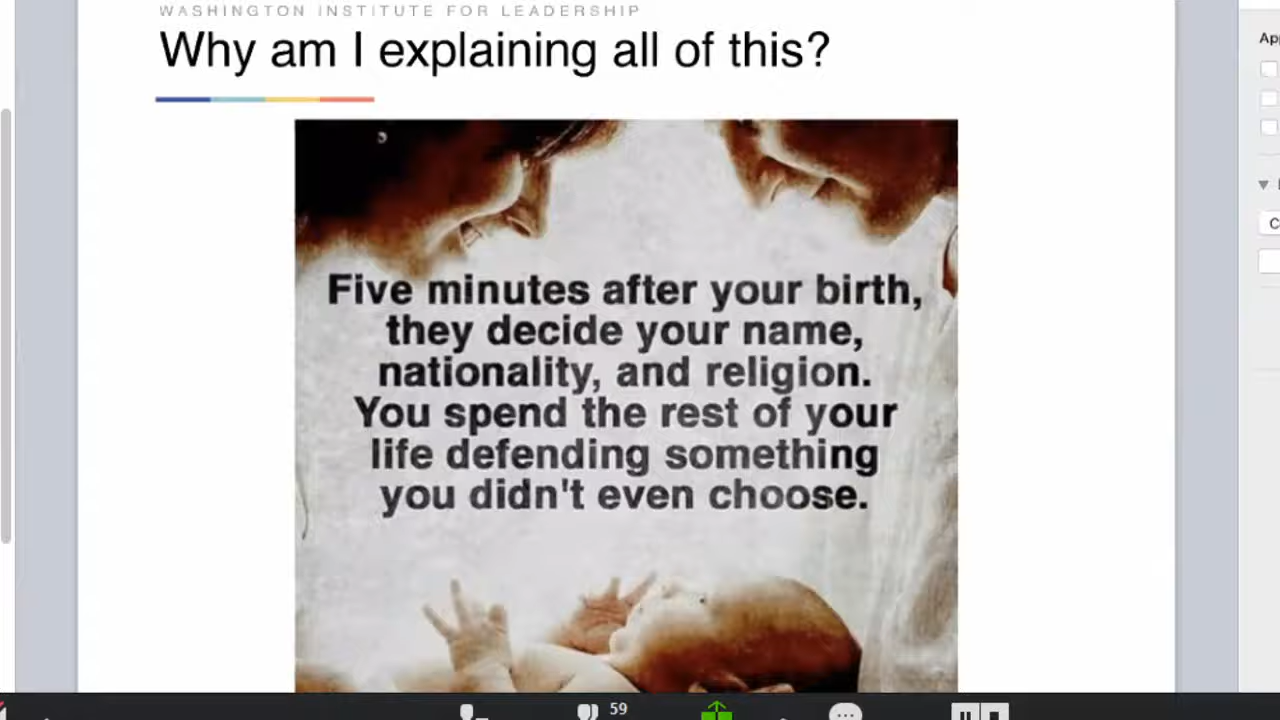 WASHINGTON INSTITUTE FOR LEADERSHIP
Why am I explaining all of this?
Five minutes after your birth,
they decide your name,
nationality, and religion.
You spend the rest of your
life defending something
you didn't even choose.
59